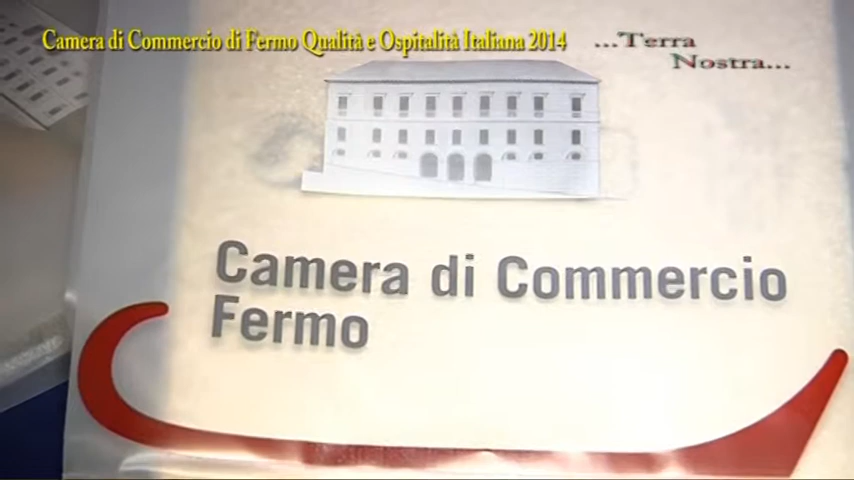 Camera di Commercio di Fermo Qualità e Ospitalità Italiana 2014
...Terra
Nostra...
Camera di Commercio
Fermo